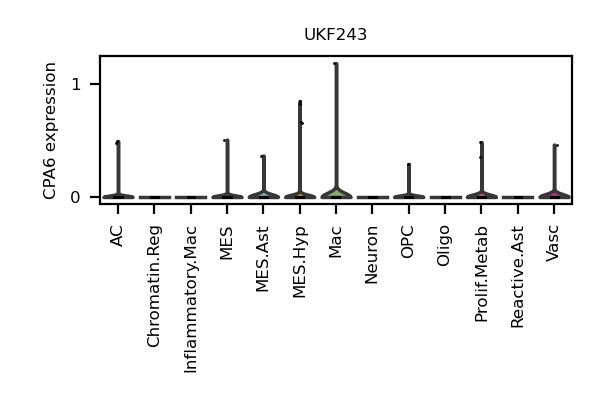 UKF243
CPA6 expression
1
0
AC
Chromatin.Reg
Inflammatory.Mac
MES
MES.Ast
MES.Hyp
Mac
Neuron
OPC
Oligo
Prolif.Metab
Reactive.Ast
Vasc